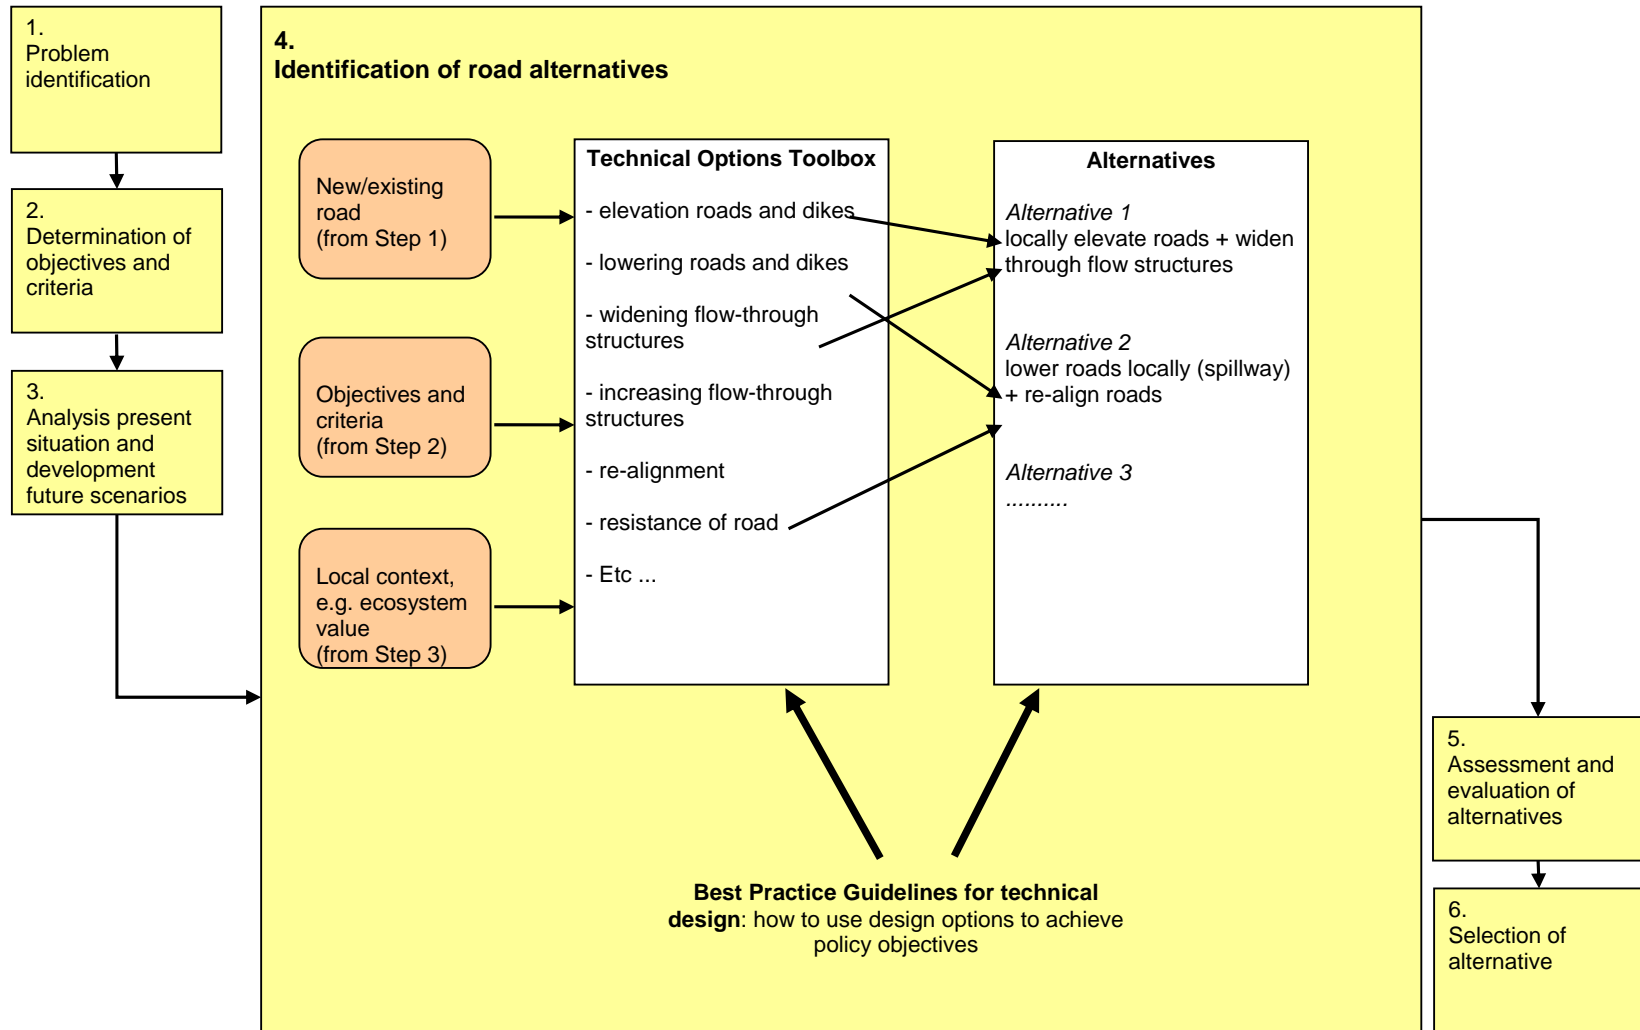 1.
Problem
identification
2.
Determination of
objectives and
criteria
3.
Analysis present
situation and
development
future scenarios
4.
Identification of road alternatives
New/existing
road
(from Step 1)
Objectives and
criteria
(from Step 2)
Local context,
e.g. ecosystem
value
(from Step 3)
Technical Options Toolbox
- elevation roads and dikes
- lowering roads and dikes
- widening flow-through
structures
- increasing flow-through
structures
- re-alignment
- resistance of road
- Etc ...
Alternatives
Alternative 1
locally elevate roads + widen
through flow structures
Alternative 2
lower roads locally (spillway)
+ re-align roads
Alternative 3
..........
Best Practice Guidelines for technical
design: how to use design options to achieve
policy objectives
5.
Assessment and
evaluation of
alternatives
6.
Selection of
alternative